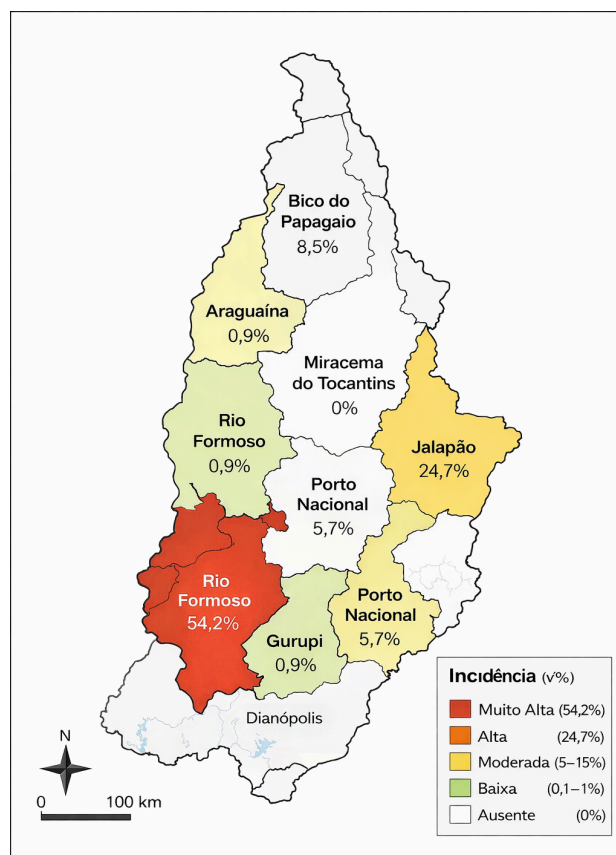 Bico do
Papagaio
8,5%
Araguaína
0,9%
Miracema
do Tocantins
0%
Rio
Formoso
0,9%
Jalapão
24,7%
Porto
Nacional
5,7%
Rio
Formoso
54,2%
Gurupi
0,9%
Porto
Nacional
5,7%
Dianópolis
N
0 100 km
Incıdência (v%)
Muito Alta (54,2%)
Alta (24,7%)
Moderada (5–15%)
Baixa (0,1–1%)
Ausente (0%)